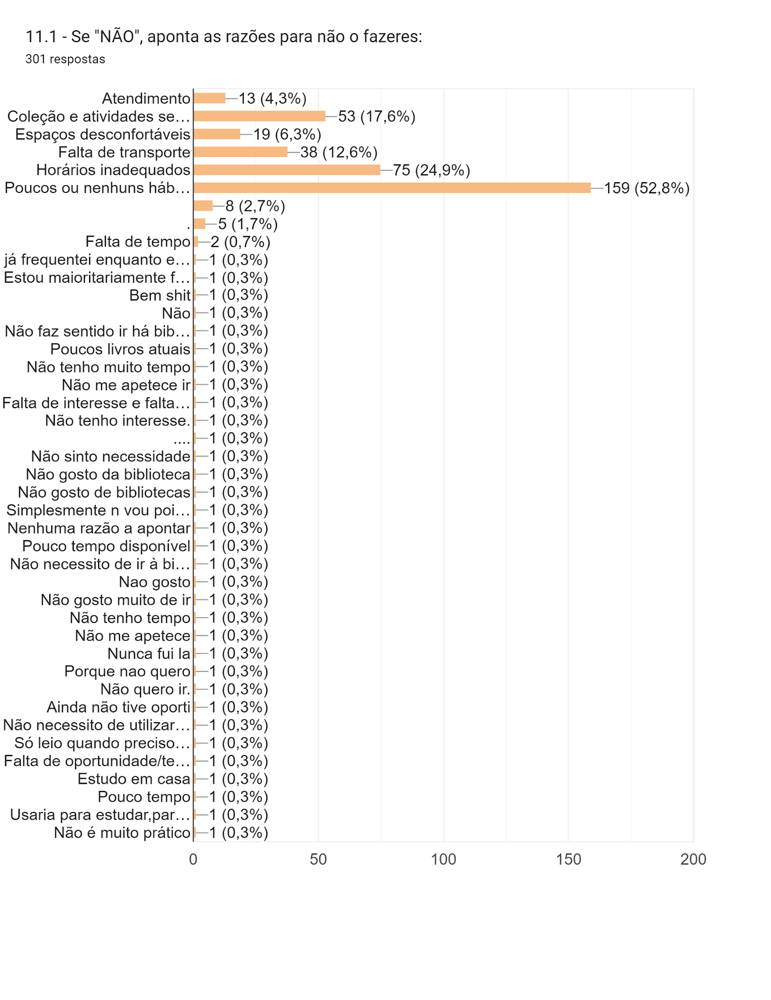 11.1 - Se "NÃO", aponta as razões para não o fazeres:
301 respostas
Atendimento 13 (4,3%)
Coleção e atividades se… 53 (17,6%)
Espaços desconfortáveis 19 (6,3%)
Falta de transporte 38 (12,6%)
Horários inadequados 75 (24,9%)
Poucos ou nenhuns háb… 159 (52,8%)
8 (2,7%)
. 5 (1,7%)
Falta de tempo 2 (0,7%)
já frequentei enquanto e… 1 (0,3%)
Estou maioritariamente f… 1 (0,3%)
Bem shit 1 (0,3%)
Não 1 (0,3%)
Não faz sentido ir há bib… 1 (0,3%)
Poucos livros atuais 1 (0,3%)
Não tenho muito tempo 1 (0,3%)
Não me apetece ir 1 (0,3%)
Falta de interesse e falta… 1 (0,3%)
Não tenho interesse. 1 (0,3%)
.... 1 (0,3%)
Não sinto necessidade 1 (0,3%)
Não gosto da biblioteca 1 (0,3%)
Não gosto de bibliotecas 1 (0,3%)
Simplesmente n vou poi… 1 (0,3%)
Nenhuma razão a apontar 1 (0,3%)
Pouco tempo disponível 1 (0,3%)
Não necessito de ir à bi… 1 (0,3%)
Nao gosto 1 (0,3%)
Não gosto muito de ir 1 (0,3%)
Não tenho tempo 1 (0,3%)
Não me apetece 1 (0,3%)
Nunca fui la 1 (0,3%)
Porque nao quero 1 (0,3%)
Não quero ir. 1 (0,3%)
Ainda não tive oporti 1 (0,3%)
Não necessito de utilizar… 1 (0,3%)
Só leio quando preciso… 1 (0,3%)
Falta de oportunidade/te… 1 (0,3%)
Estudo em casa 1 (0,3%)
Pouco tempo 1 (0,3%)
Usaria para estudar,par… 1 (0,3%)
Não é muito prático 1 (0,3%)
0 50 100 150 200